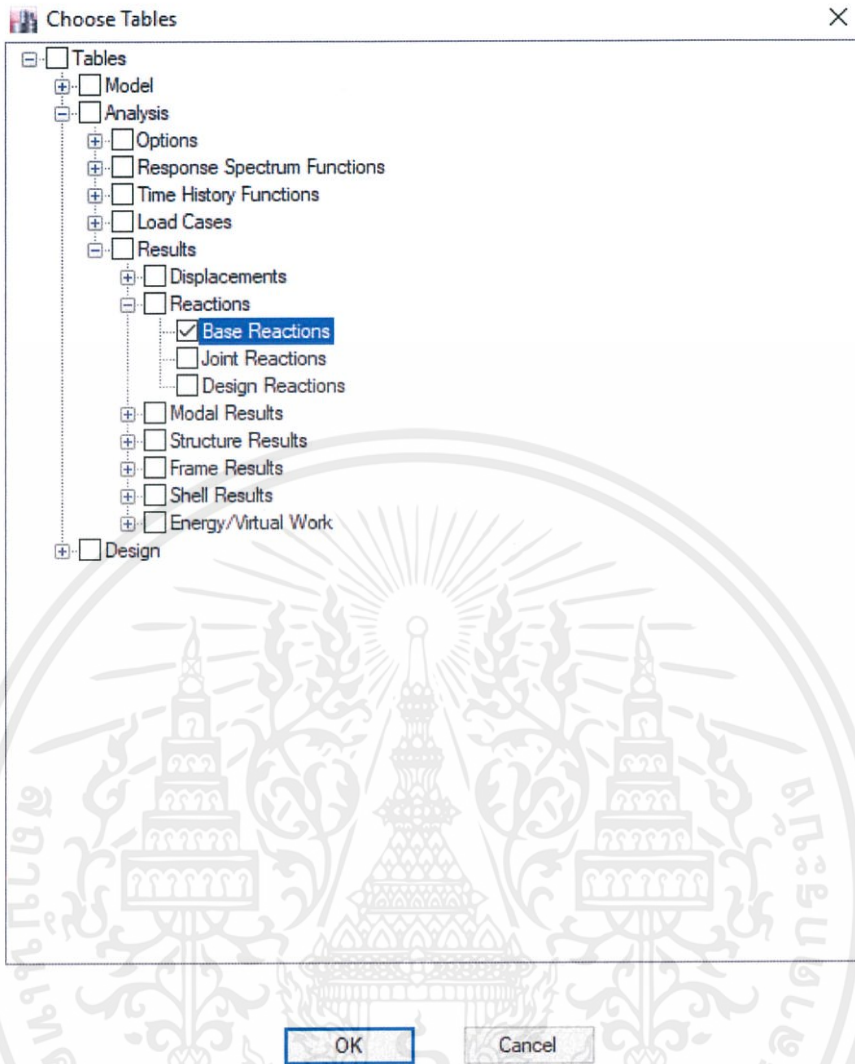 Choose Tables
Tables
Model
Analysis
Options
Response Spectrum Functions
Time History Functions
Load Cases
Results
Displacements
Reactions
Base Reactions
Joint Reactions
Design Reactions
Modal Results
Structure Results
Frame Results
Shell Results
Energy/Virtual Work
Design
OK
Cancel